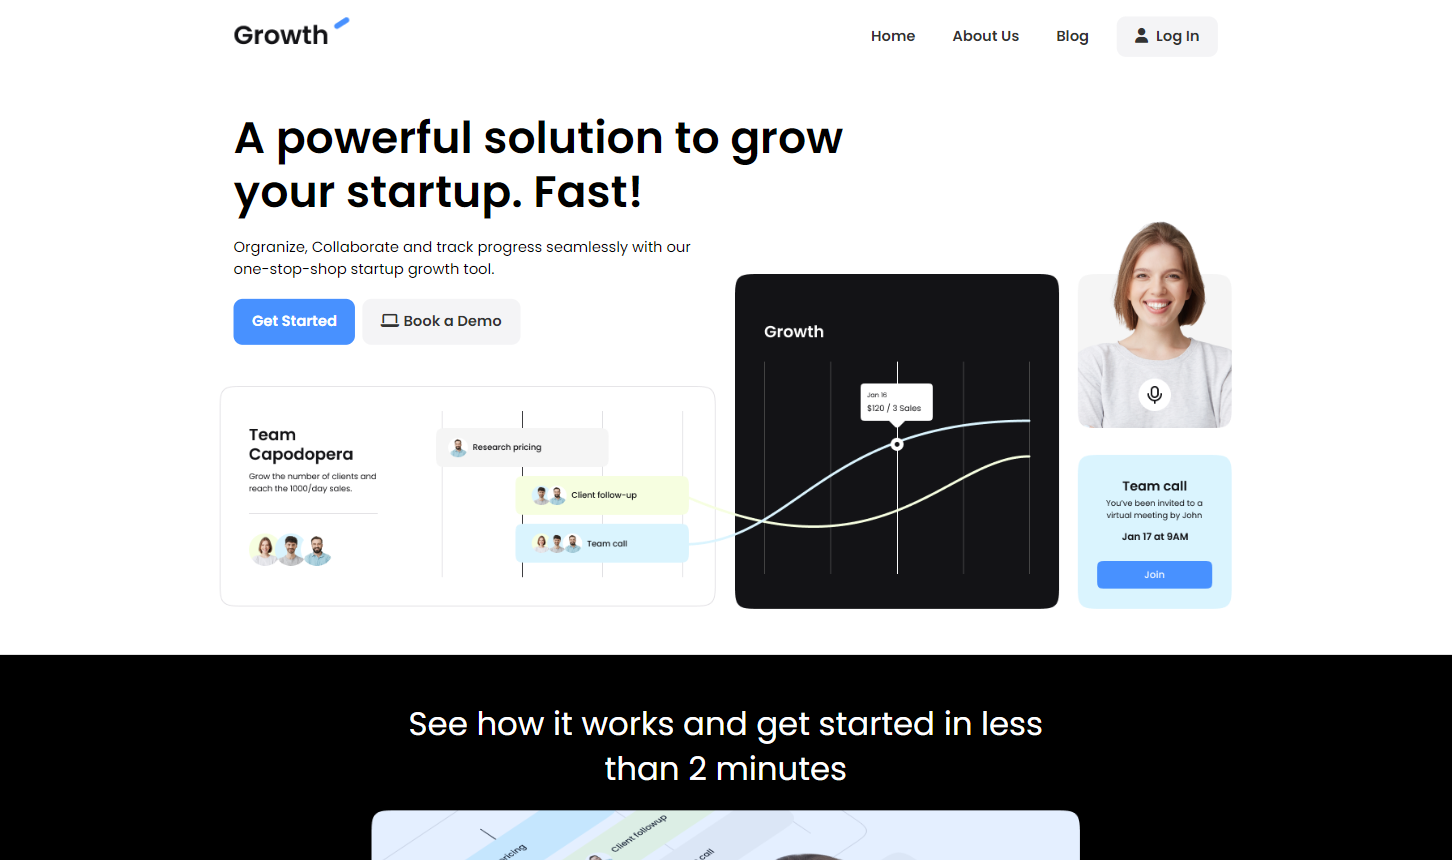 Growth
Home
About Us
Blog
Log In
A powerful solution to grow
your startup. Fast!
Orgranize, Collaborate and track progress seamlessly with our
one-stop-shop startup growth tool.
Get Started
Book a Demo
Team
Capodopera
Grow the number of clients and
reach the 1000/day sales.
Research pricing
Client follow-up
Team call
Growth
Jan 16
$120 / 3 Sales
Team call
You've been invited to a
virtual meeting by John
Jan 17 at 9AM
Join
See how it works and get started in less
than 2 minutes
Client followup
pricing
call